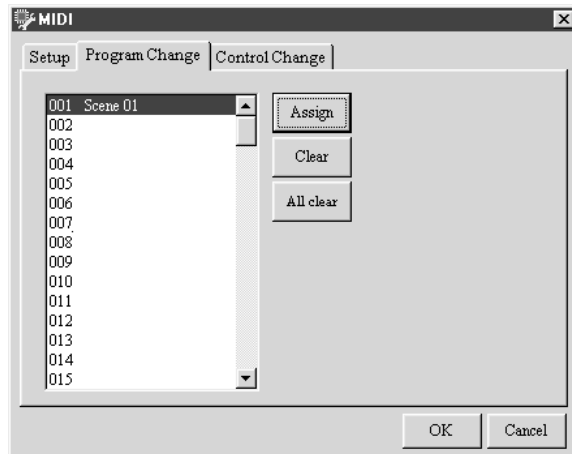 MIDI
Setup Program Change Control Change
001 Scene 01
002
003
004
005
006
007
008
009
010
011
012
013
014
015
Assign
Clear
All clear
OK Cancel